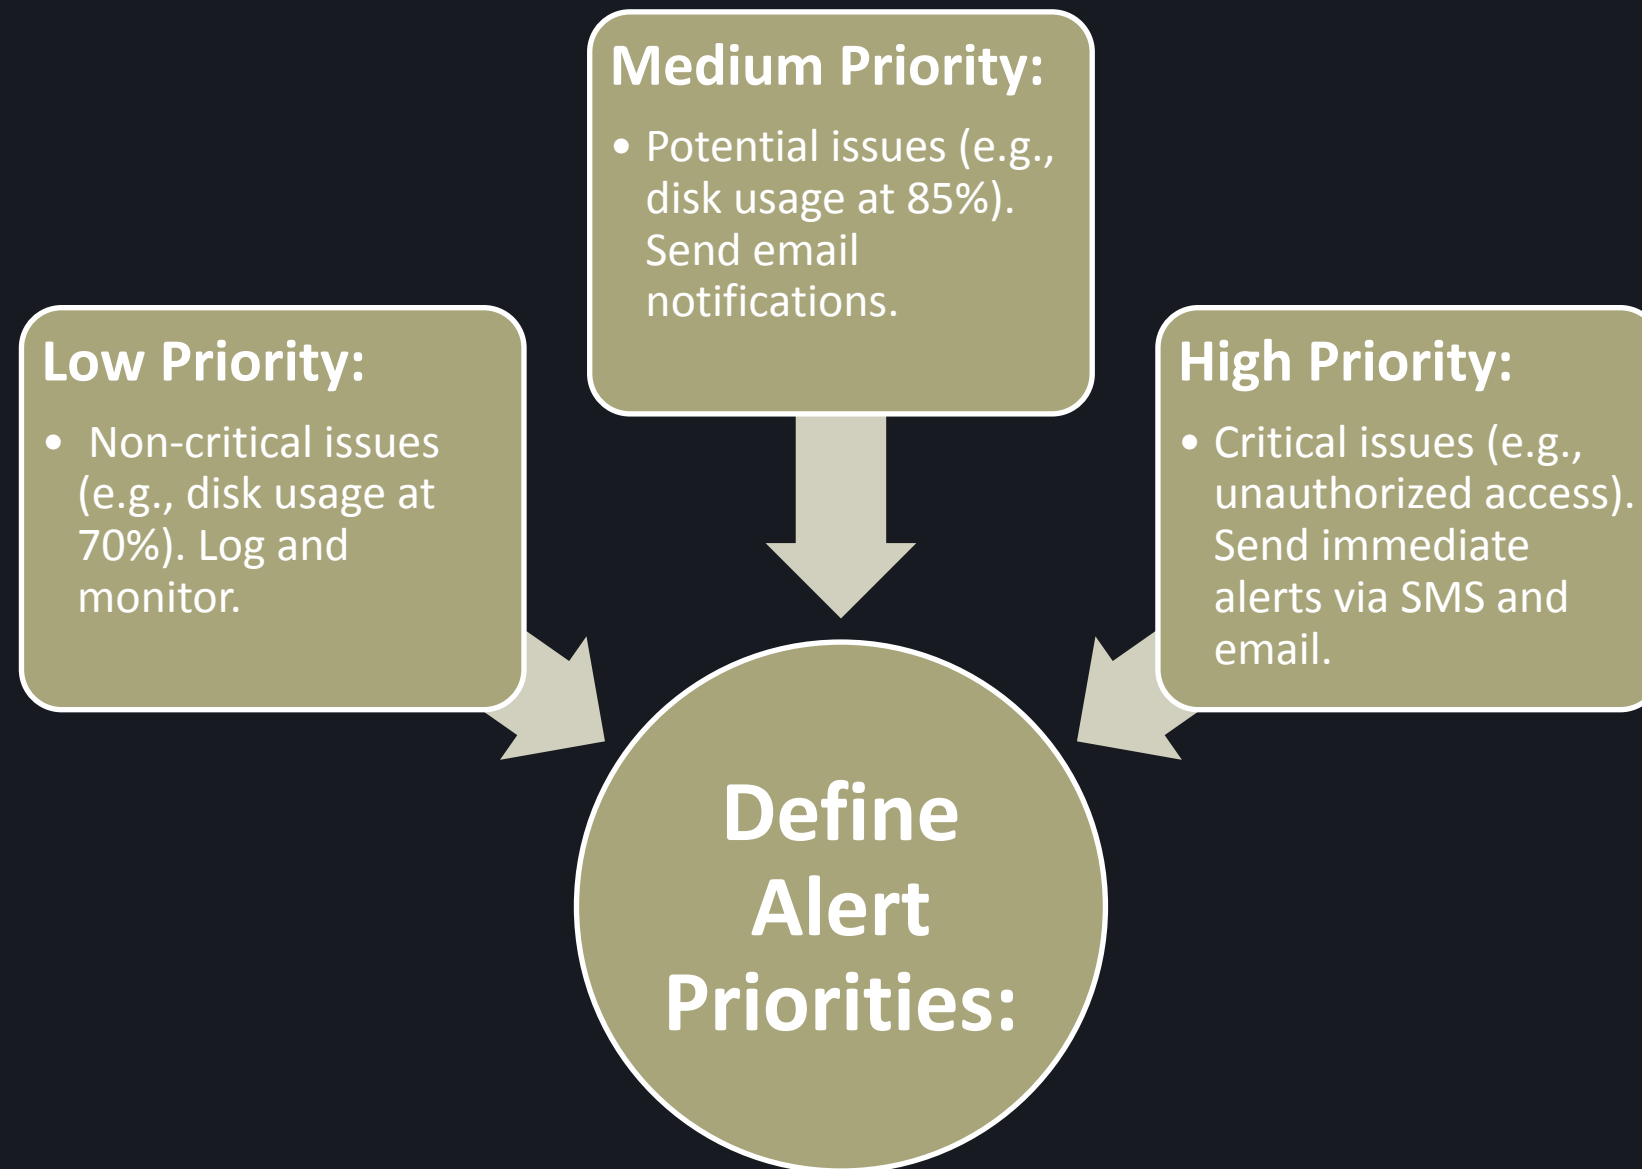 Medium Priority:
• Potential issues (e.g.,
disk usage at 85%).
Send email
notifications.
Low Priority:
• Non-critical issues
(e.g., disk usage at
70%). Log and
monitor.
High Priority:
• Critical issues (e.g.,
unauthorized access).
Send immediate
alerts via SMS and
email.
Define
Alert
Priorities: